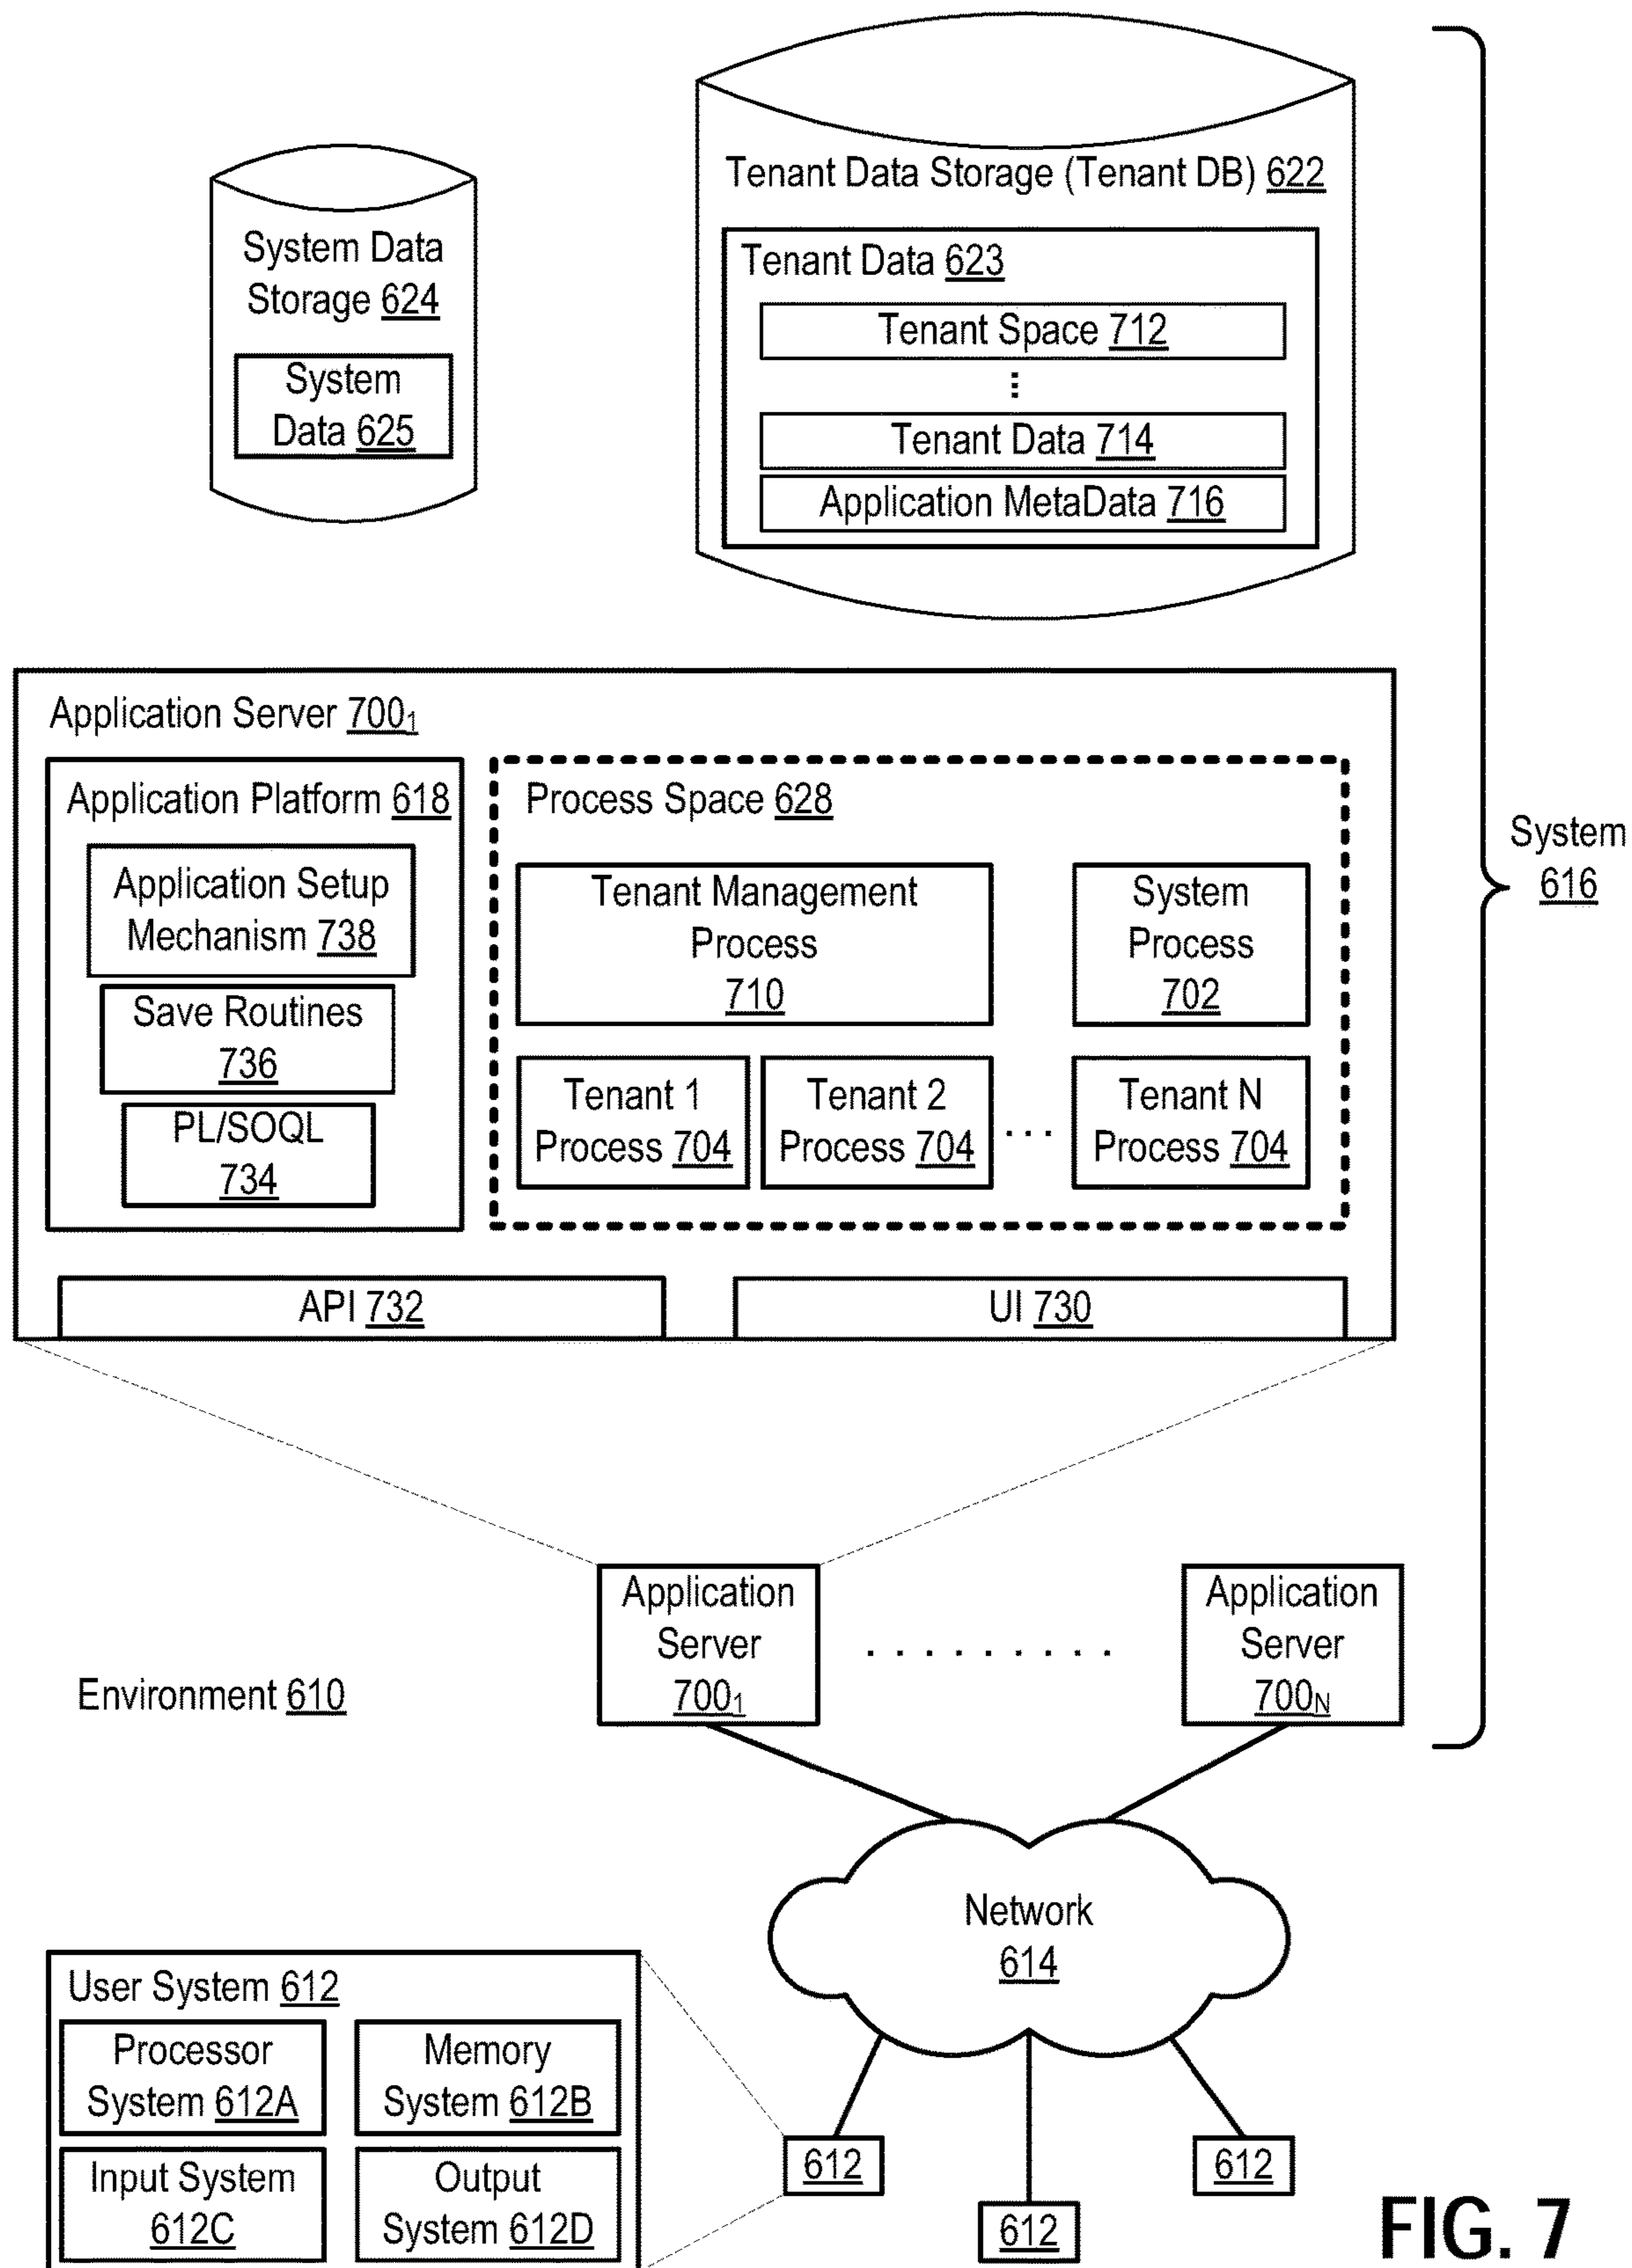 Tenant Data Storage (Tenant DB) 622
System Data
Storage 624
System
Data 625
Tenant Data 623
Tenant Space 712
Tenant Data 714
Application MetaData 716
System
616
Application Server 700₁
Application Platform 618
Application Setup
Mechanism 738
Save Routines
736
PL/SOQL
734
Process Space 628
Tenant Management
Process
710
System
Process
702
Tenant 1
Process 704
Tenant 2
Process 704
. . .
Tenant N
Process 704
API 732
UI 730
Application
Server
700₁
. . . . . . . . .
Application
Server
700N
Environment 610
Network
614
User System 612
Processor
System 612A
Memory
System 612B
Input System
612C
Output
System 612D
612
612
612
FIG. 7